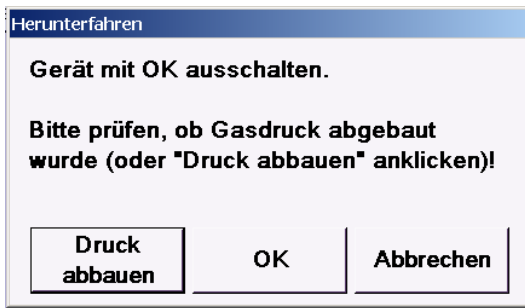 Herunterfahren
Gerät mit OK ausschalten.
Bitte prüfen, ob Gasdruck abgebaut
wurde (oder "Druck abbauen" anklicken)!
Druck
abbauen
OK
Abbrechen